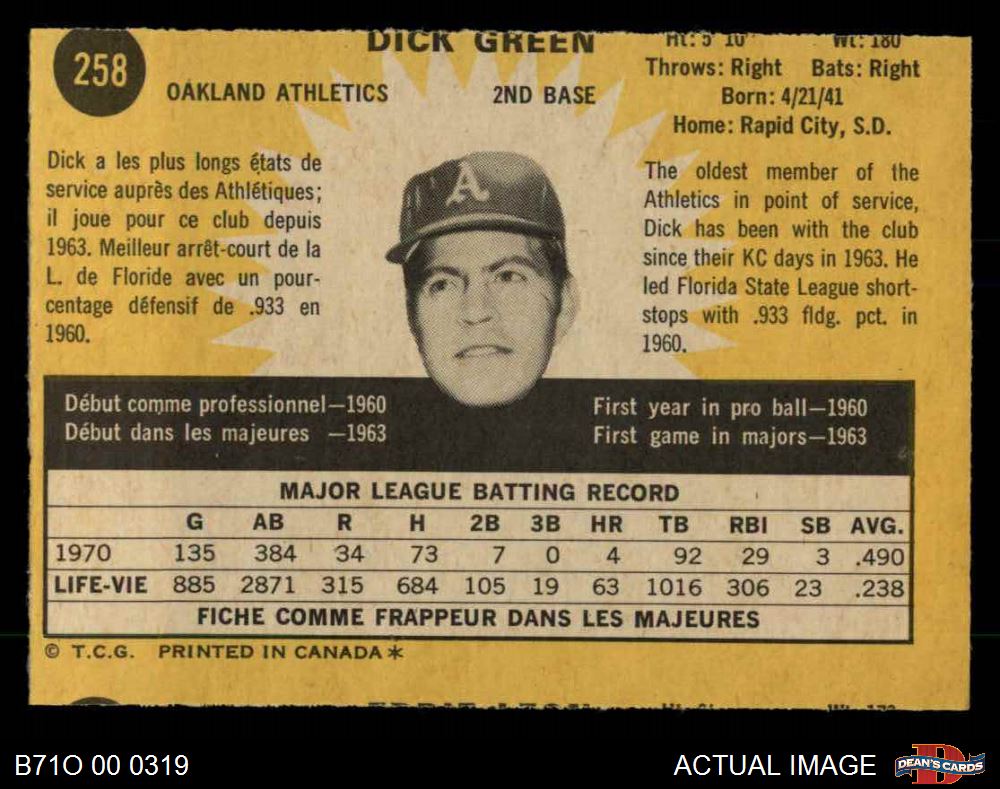 258
DICK GREEN
OAKLAND ATHLETICS 2ND BASE
Ht: 5'10" Wt: 180
Throws: Right Bats: Right
Born: 4/21/41
Home: Rapid City, S.D.
Dick a les plus longs états de
service auprès des Athlétiques;
il joue pour ce club depuis
1963. Meilleur arrêt-court de la
L. de Floride avec un pour-
centage défensif de .933 en
1960.
A
The oldest member of the
Athletics in point of service,
Dick has been with the club
since their KC days in 1963. He
led Florida State League short-
stops with .933 fldg. pct. in
1960.
Début comme professionnel—1960
Début dans les majeures —1963
First year in pro ball—1960
First game in majors—1963
MAJOR LEAGUE BATTING RECORD
G AB R H 2B 3B HR TB RBI SB AVG.
1970 135 384 34 73 7 0 4 92 29 3 .490
LIFE-VIE 885 2871 315 684 105 19 63 1016 306 23 .238
FICHE COMME FRAPPEUR DANS LES MAJEURES
© T.C.G. PRINTED IN CANADA*
B71O 00 0319
ACTUAL IMAGE
D
DEAN'S CARDS